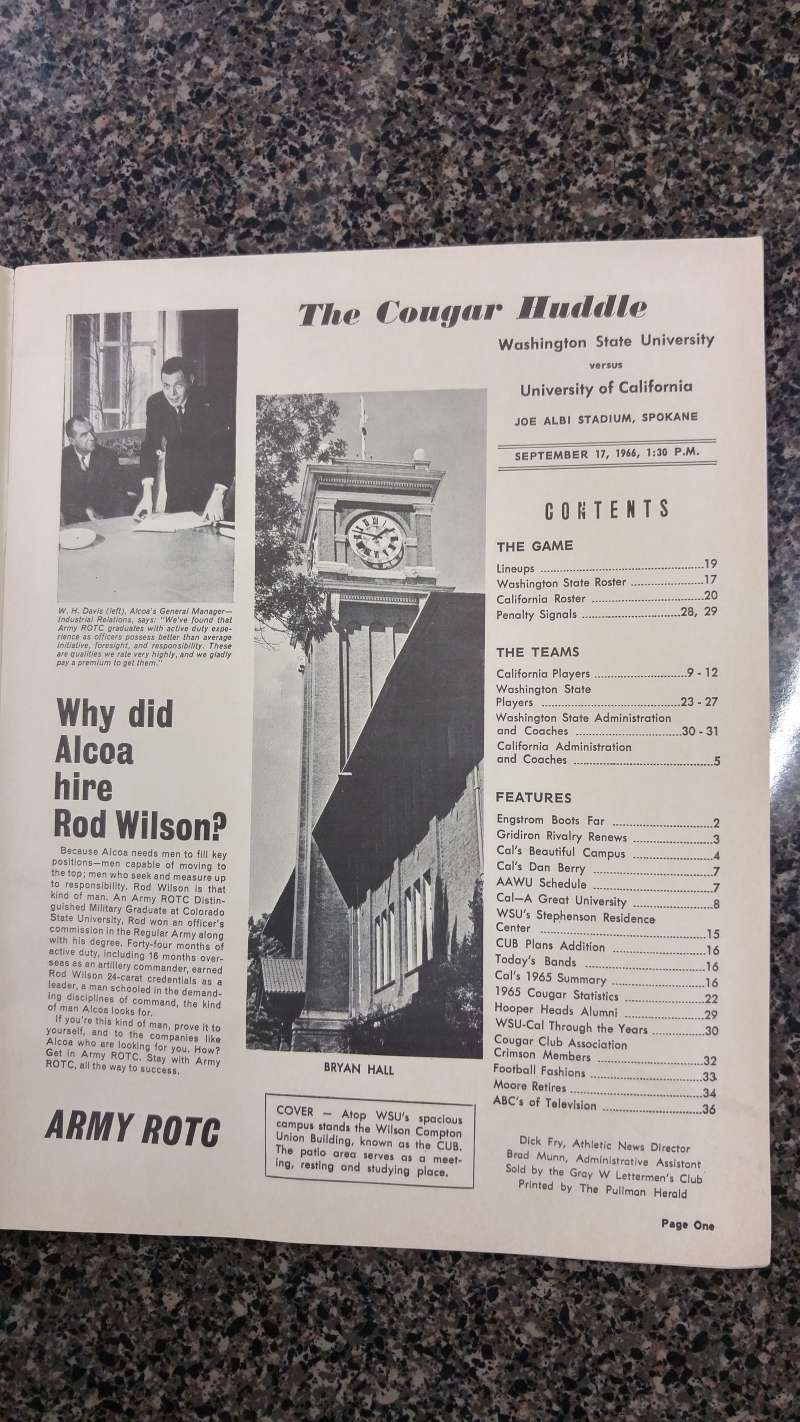 The Cougar Huddle
Washington State University
versus
University of California
JOE ALBI STADIUM, SPOKANE
SEPTEMBER 17, 1966, 1:30 P.M.
W. H. Davis (left), Alcoa's General Manager—
Industrial Relations, says: "We've found that
Army ROTC graduates with active duty expe-
rience as officers possess better than average
initiative, foresight, and responsibility. These
are qualities we rate very highly, and we gladly
pay a premium to get them."
Why did
Alcoa
hire
Rod Wilson?
Because Alcoa needs men to fill key
positions—men capable of moving to
the top; men who seek and measure up
to responsibility. Rod Wilson is that
kind of man. An Army ROTC Distin-
guished Military Graduate at Colorado
State University, Rod won an officer's
commission in the Regular Army along
with his degree. Forty-four months of
active duty, including 16 months over-
seas as an artillery commander, earned
Rod Wilson 24-carat credentials as a
leader, a man schooled in the demand-
ing disciplines of command, the kind
of man Alcoa looks for.
If you're this kind of man, prove it to
yourself, and to the companies like
Alcoa who are looking for you. How?
Get in Army ROTC. Stay with Army
ROTC, all the way to success.
ARMY ROTC
BRYAN HALL
COVER — Atop WSU's spacious
campus stands the Wilson Compton
Union Building, known as the CUB.
The patio area serves as a meet-
ing, resting and studying place.
CONTENTS
THE GAME
Lineups ........ 19
Washington State Roster ........ 17
California Roster ........ 20
Penalty Signals ........ 28, 29
THE TEAMS
California Players ........ 9 - 12
Washington State
Players ........ 23 - 27
Washington State Administration
and Coaches ........ 30 - 31
California Administration
and Coaches ........ 5
FEATURES
Engstrom Boots Far ........ 2
Gridiron Rivalry Renews ........ 3
Cal's Beautiful Campus ........ 4
Cal's Dan Berry ........ 7
AAWU Schedule ........ 7
Cal—A Great University ........ 8
WSU's Stephenson Residence
Center ........ 15
CUB Plans Addition ........ 16
Today's Bands ........ 16
Cal's 1965 Summary ........ 16
1965 Cougar Statistics ........ 22
Hooper Heads Alumni ........ 29
WSU-Cal Through the Years ........ 30
Cougar Club Association
Crimson Members ........ 32
Football Fashions ........ 33
Moore Retires ........ 34
ABC's of Television ........ 36
Dick Fry, Athletic News Director
Brad Munn, Administrative Assistant
Sold by the Gray W Lettermen's Club
Printed by The Pullman Herald
Page One